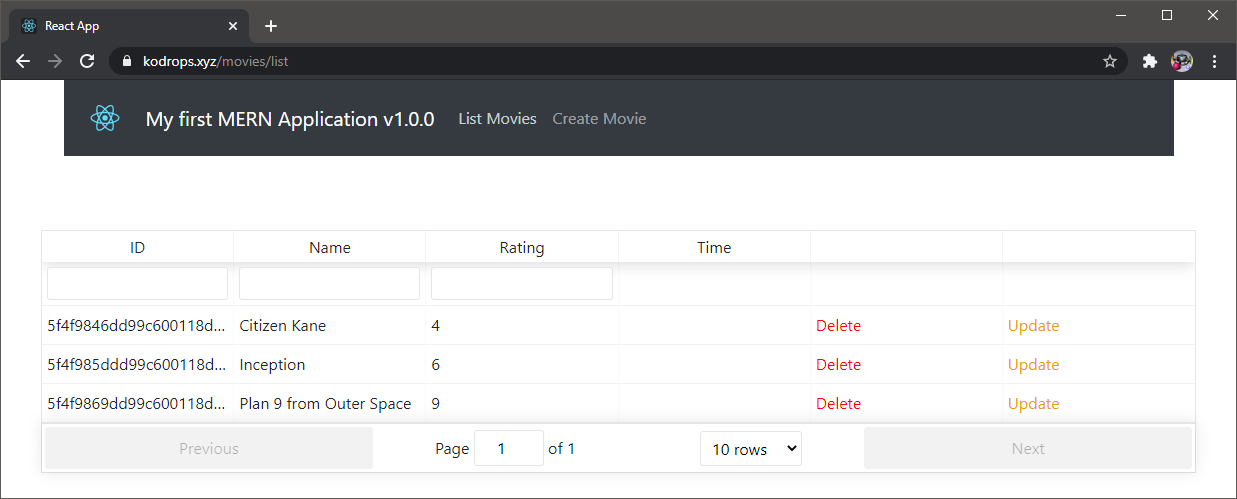 React App
kodrops.xyz/movies/list
My first MERN Application v1.0.0 List Movies Create Movie
ID Name Rating Time
5f4f9846dd99c600118d... Citizen Kane 4 Delete Update
5f4f985ddd99c600118d... Inception 6 Delete Update
5f4f9869dd99c600118d... Plan 9 from Outer Space 9 Delete Update
Previous Page 1 of 1 10 rows Next